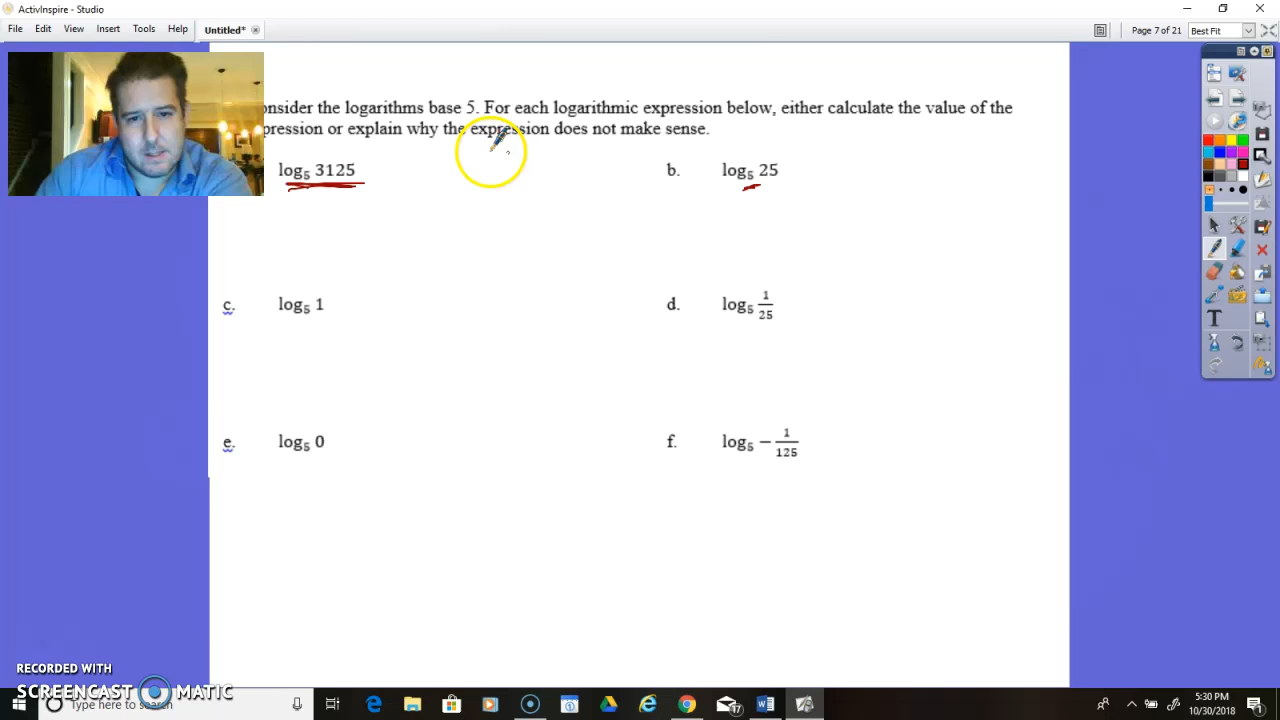 ActivInspire - Studio
File Edit View Insert Tools Help Untitled*
Page 7 of 21 Best Fit
onsider the logarithms base 5. For each logarithmic expression below, either calculate the value of the
pression or explain why the expression does not make sense.
log₅ 3125 b. log₅ 25
c. log₅ 1 d. log₅ 1/25
e. log₅ 0 f. log₅ − 1/125
RECORDED WITH
SCREENCAST MATIC
Type here to search
17
5:30 PM
10/30/2018
1